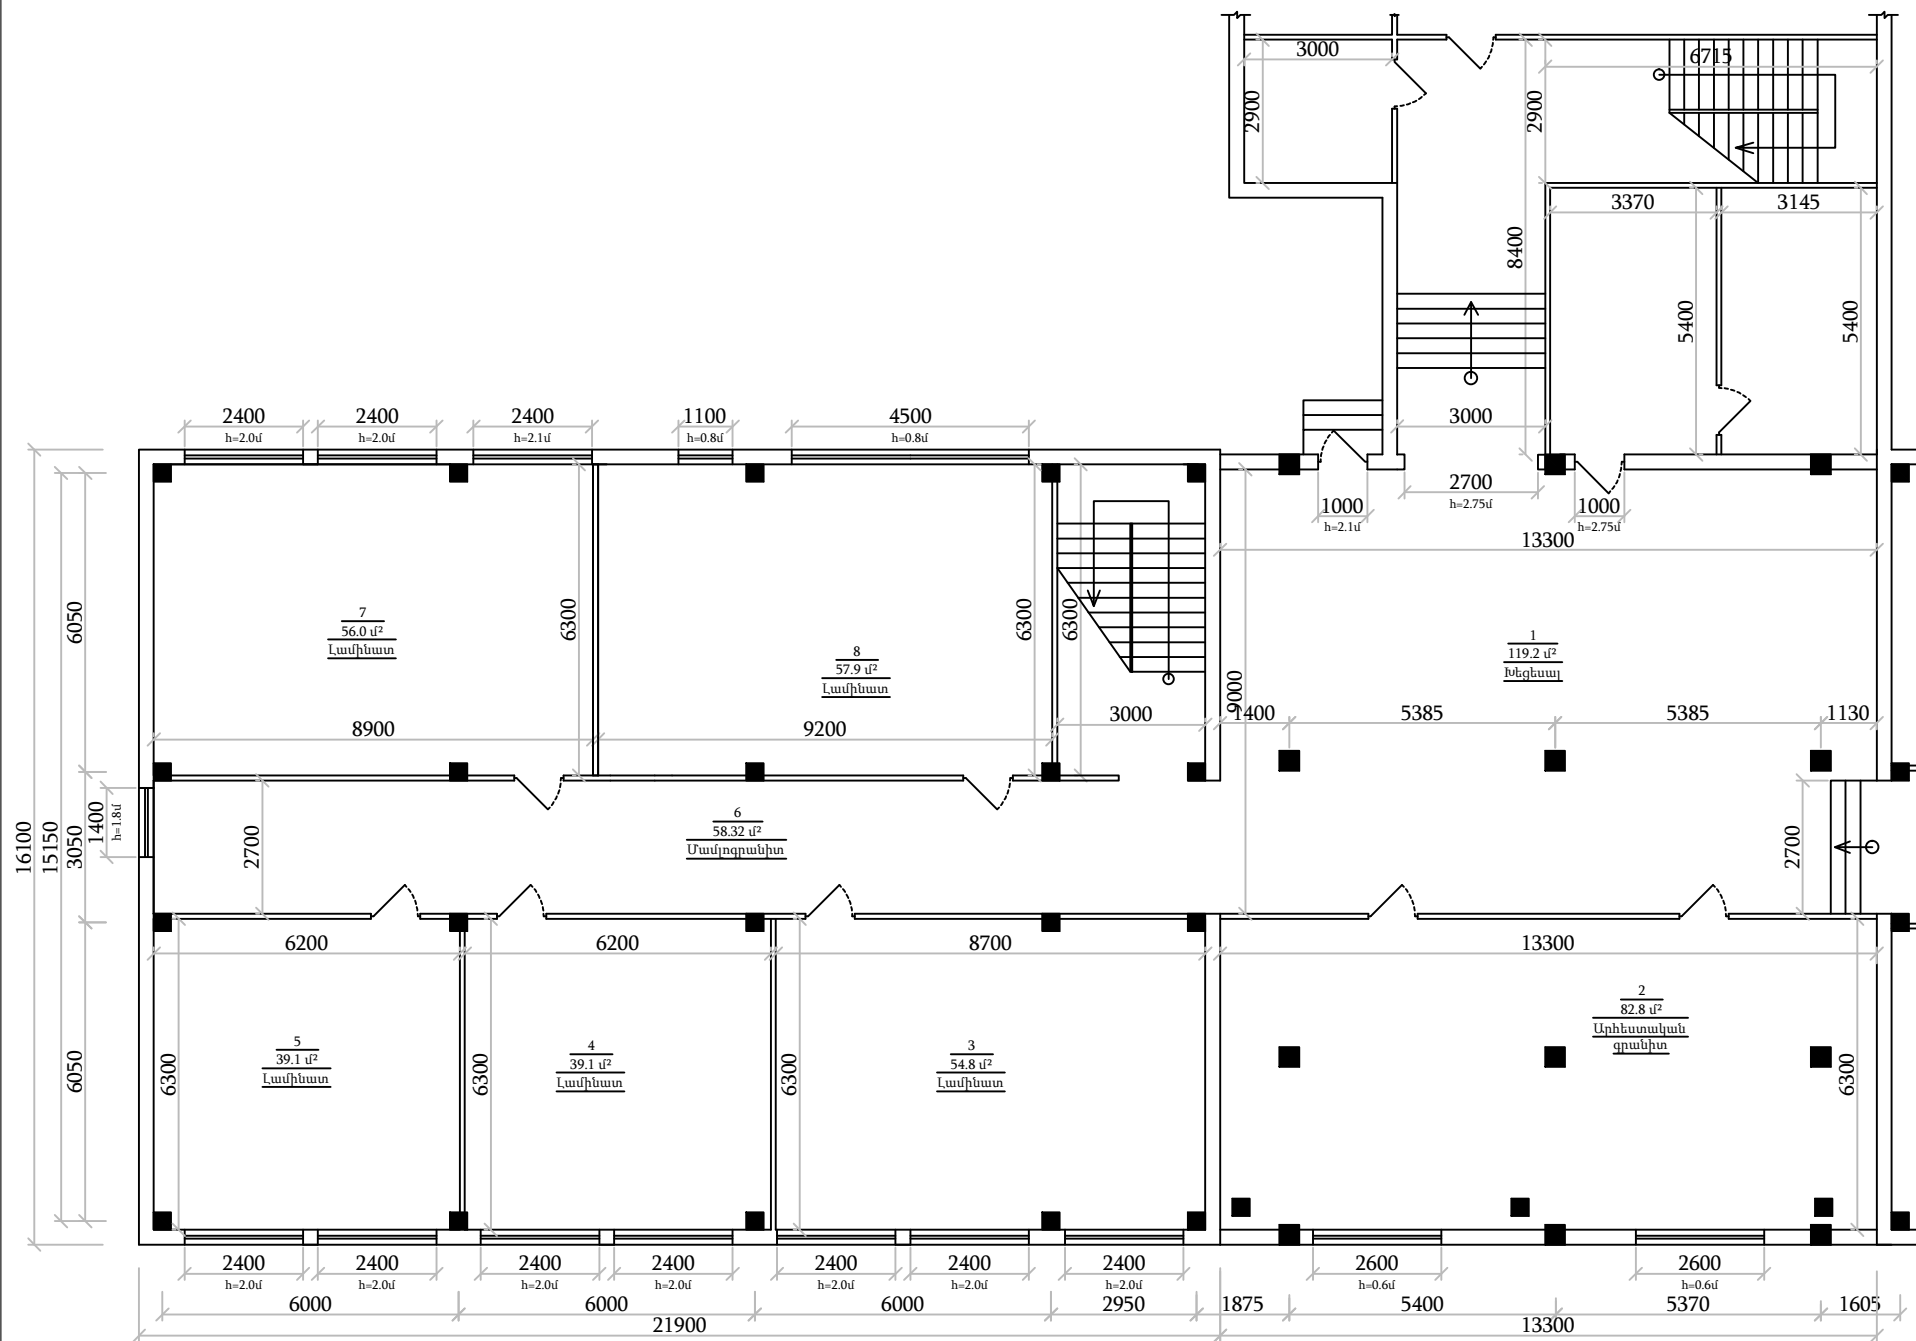 3000
6715
2900
2900
3370
3145
8400
5400
5400
2400
h=2.0մ
2400
h=2.0մ
2400
h=2.1մ
1100
h=0.8մ
4500
h=0.8մ
3000
2700
h=2.75մ
1000
h=2.1մ
1000
h=2.75մ
13300
16100
15150
6050
3050
6050
1400
h=1.8մ
7
56.0 մ²
Լամինատ
6300
8900
8
57.9 մ²
Լամինատ
6300
9200
6300
3000
1
119.2 մ²
Խեցեսալ
9000
1400
5385
5385
1130
2700
6
58.32 մ²
Մամլոգրանիտ
2700
6200
6200
8700
13300
5
39.1 մ²
Լամինատ
6300
4
39.1 մ²
Լամինատ
6300
3
54.8 մ²
Լամինատ
6300
2
82.8 մ²
Արհեստական
գրանիտ
6300
2400
h=2.0մ
2400
h=2.0մ
2400
h=2.0մ
2400
h=2.0մ
2400
h=2.0մ
2400
h=2.0մ
2400
h=2.0մ
2600
h=0.6մ
2600
h=0.6մ
6000
6000
6000
2950
1875
5400
5370
1605
21900
13300